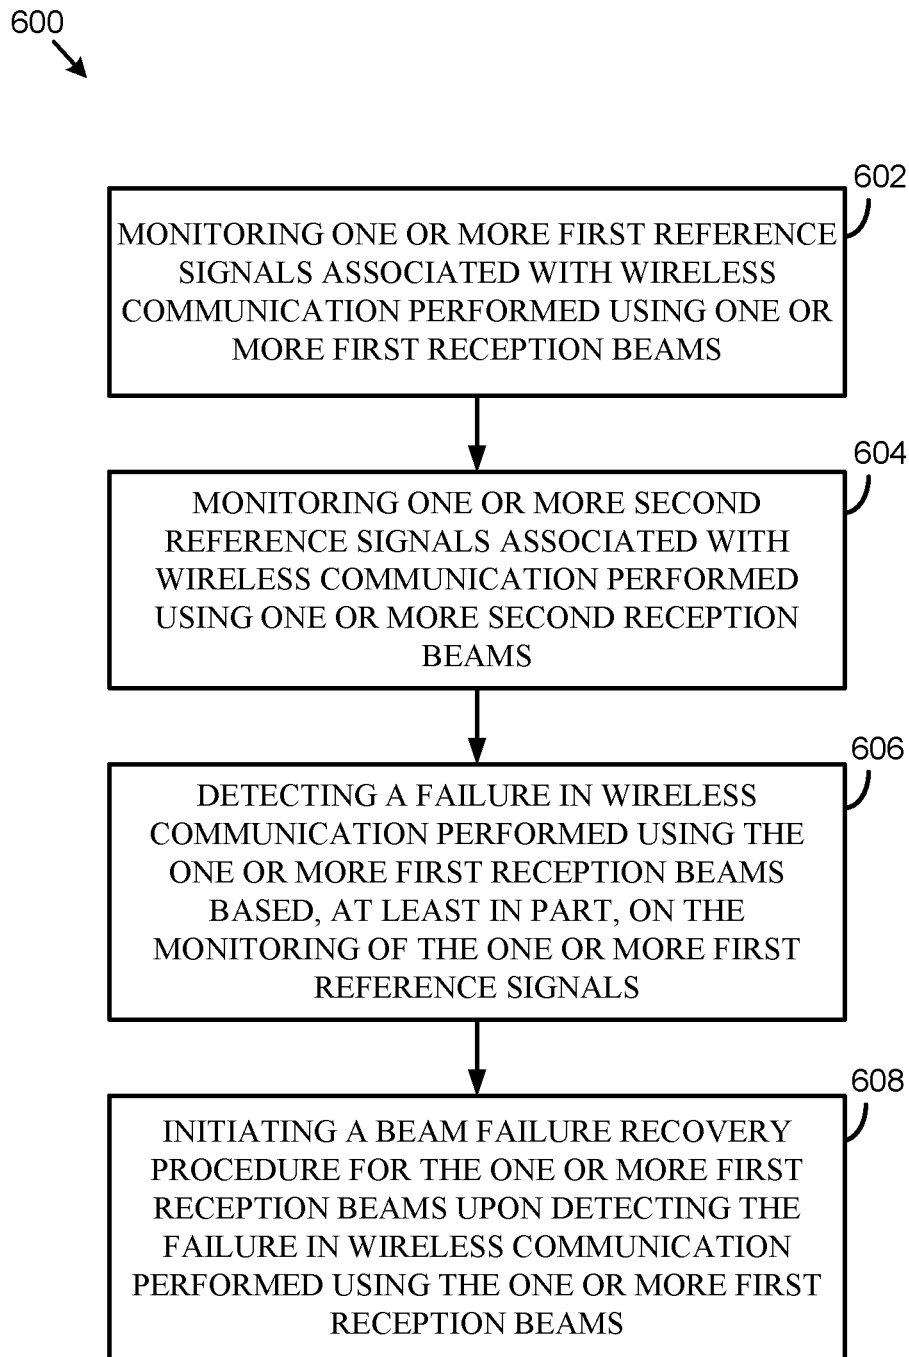 600
602
MONITORING ONE OR MORE FIRST REFERENCE
SIGNALS ASSOCIATED WITH WIRELESS
COMMUNICATION PERFORMED USING ONE OR
MORE FIRST RECEPTION BEAMS
604
MONITORING ONE OR MORE SECOND
REFERENCE SIGNALS ASSOCIATED WITH
WIRELESS COMMUNICATION PERFORMED
USING ONE OR MORE SECOND RECEPTION
BEAMS
606
DETECTING A FAILURE IN WIRELESS
COMMUNICATION PERFORMED USING THE
ONE OR MORE FIRST RECEPTION BEAMS
BASED, AT LEAST IN PART, ON THE
MONITORING OF THE ONE OR MORE FIRST
REFERENCE SIGNALS
608
INITIATING A BEAM FAILURE RECOVERY
PROCEDURE FOR THE ONE OR MORE FIRST
RECEPTION BEAMS UPON DETECTING THE
FAILURE IN WIRELESS COMMUNICATION
PERFORMED USING THE ONE OR MORE FIRST
RECEPTION BEAMS